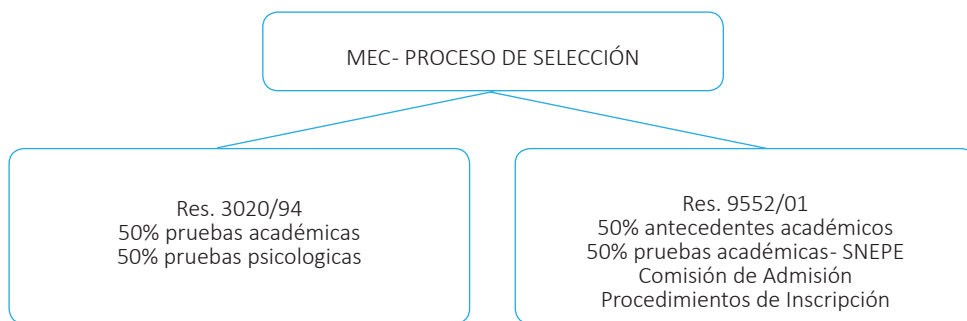 MEC- PROCESO DE SELECCIÓN
Res. 3020/94
50% pruebas académicas
50% pruebas psicologicas
Res. 9552/01
50% antecedentes académicos
50% pruebas académicas- SNEPE
Comisión de Admisión
Procedimientos de Inscripción